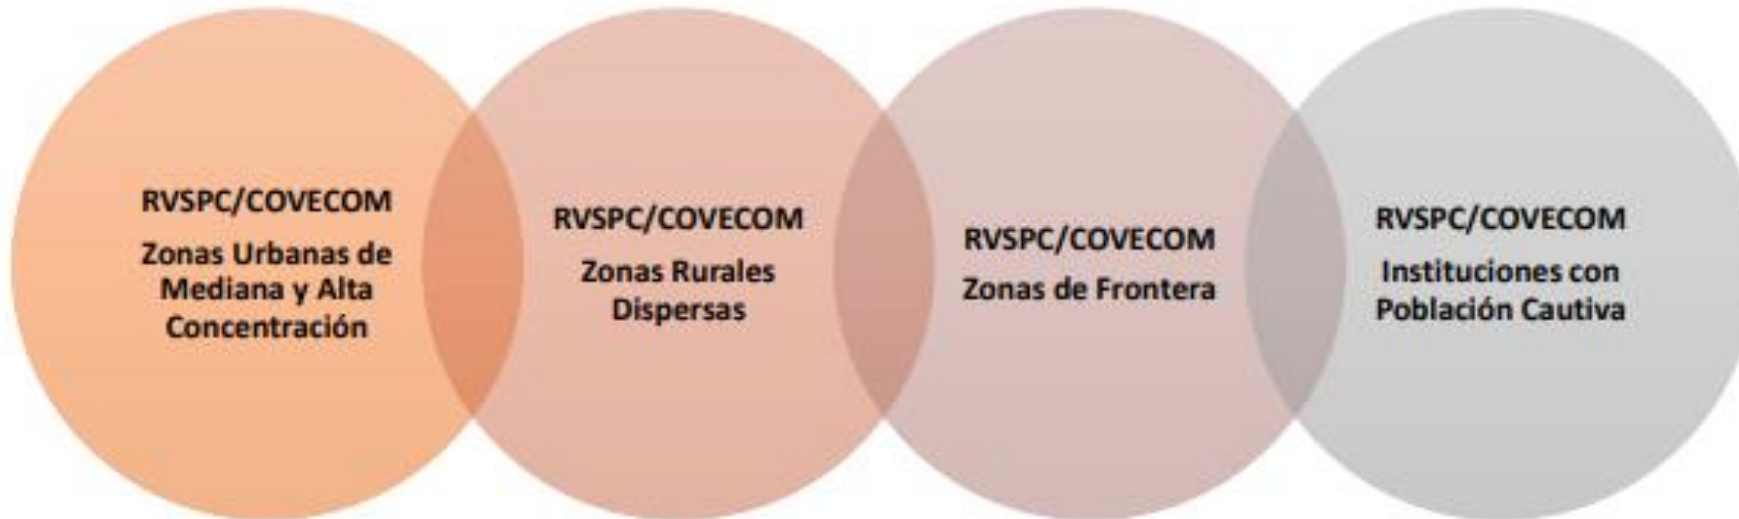 RVSPC/COVECOM
Zonas Urbanas de
Mediana y Alta
Concentración
RVSPC/COVECOM
Zonas Rurales
Dispersas
RVSPC/COVECOM
Zonas de Frontera
RVSPC/COVECOM
Instituciones con
Población Cautiva